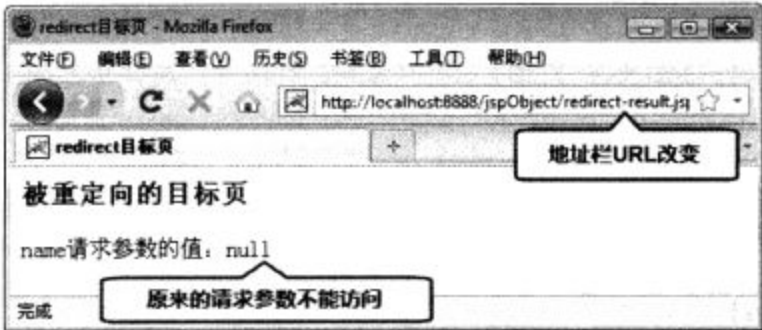 redirect目标页 - Mozilla Firefox
文件(F) 编辑(E) 查看(V) 历史(S) 书签(B) 工具(T) 帮助(H)
http://localhost:8888/jspObject/redirect-result.jsp
redirect目标页
地址栏URL改变
被重定向的目标页
name请求参数的值：null
原来的请求参数不能访问
完成